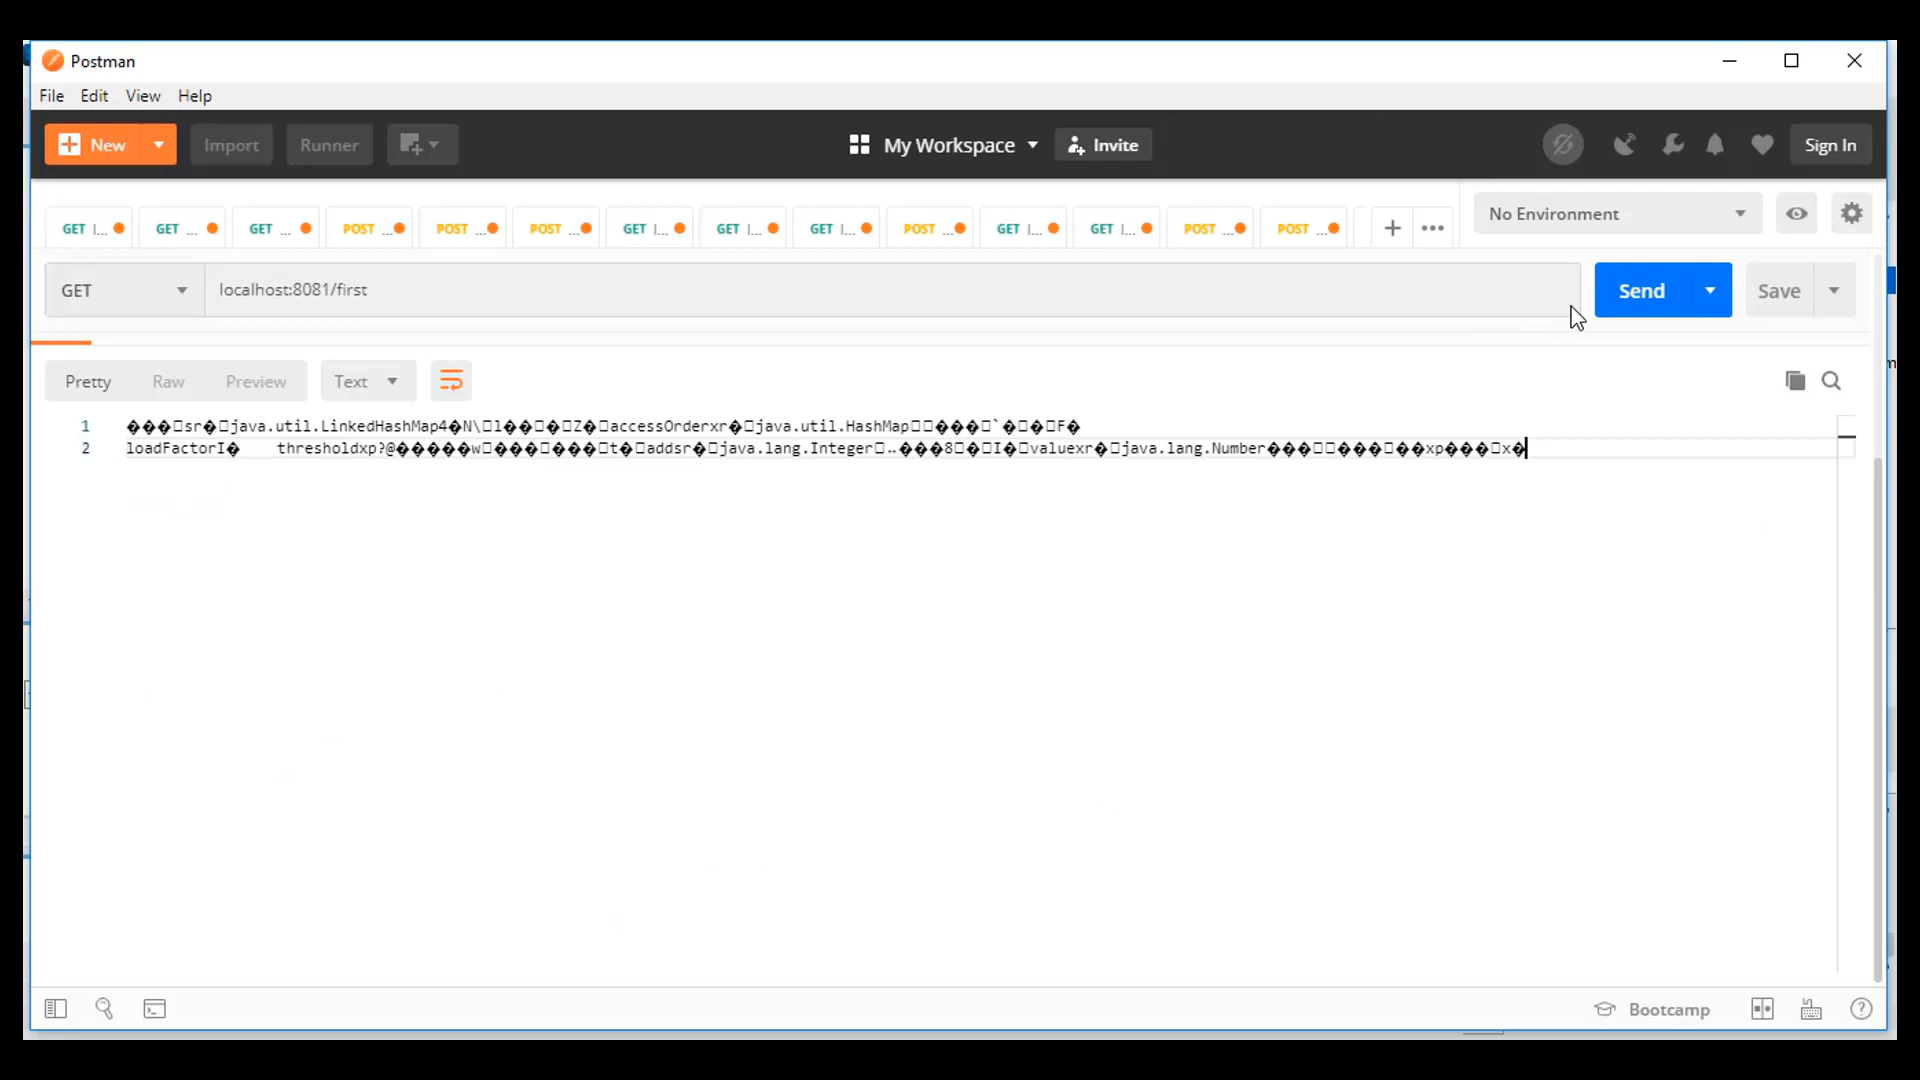 Postman
File Edit View Help
New Import Runner My Workspace Invite Sign In
GET l... GET ... GET ... POST ... POST ... POST ... GET l... GET l... GET l... POST ... GET l... GET l... POST ... POST ... No Environment
GET localhost:8081/first Send Save
Pretty Raw Preview Text
1 ���▯sr�▯java.util.LinkedHashMap4�N\▯l��▯�▯Z�▯accessOrderxr�▯java.util.HashMap▯▯���▯`�▯�▯F�
2 loadFactorI� thresholdxp?@�����w▯���▯���▯t�▯addsr�▯java.lang.Integer▯..���8▯�▯I�▯valuexr�▯java.lang.Number���▯▯���▯��xp���▯x�
Bootcamp